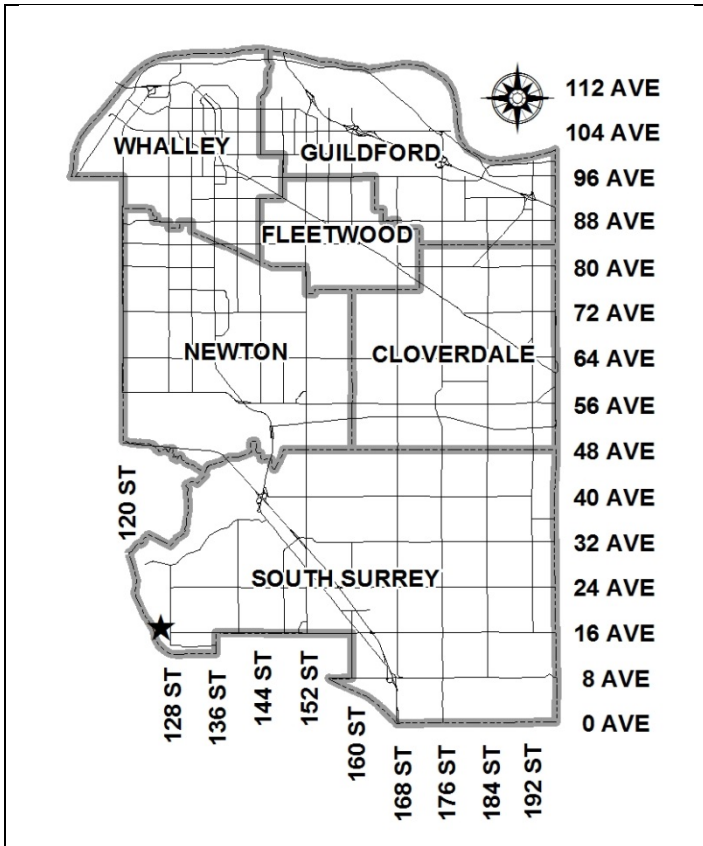 112 AVE
104 AVE
WHALLEY
GUILDFORD
96 AVE
88 AVE
FLEETWOOD
80 AVE
72 AVE
NEWTON
CLOVERDALE
64 AVE
56 AVE
48 AVE
120 ST
40 AVE
32 AVE
SOUTH SURREY
24 AVE
16 AVE
128 ST
136 ST
144 ST
152 ST
160 ST
8 AVE
0 AVE
168 ST
176 ST
184 ST
192 ST